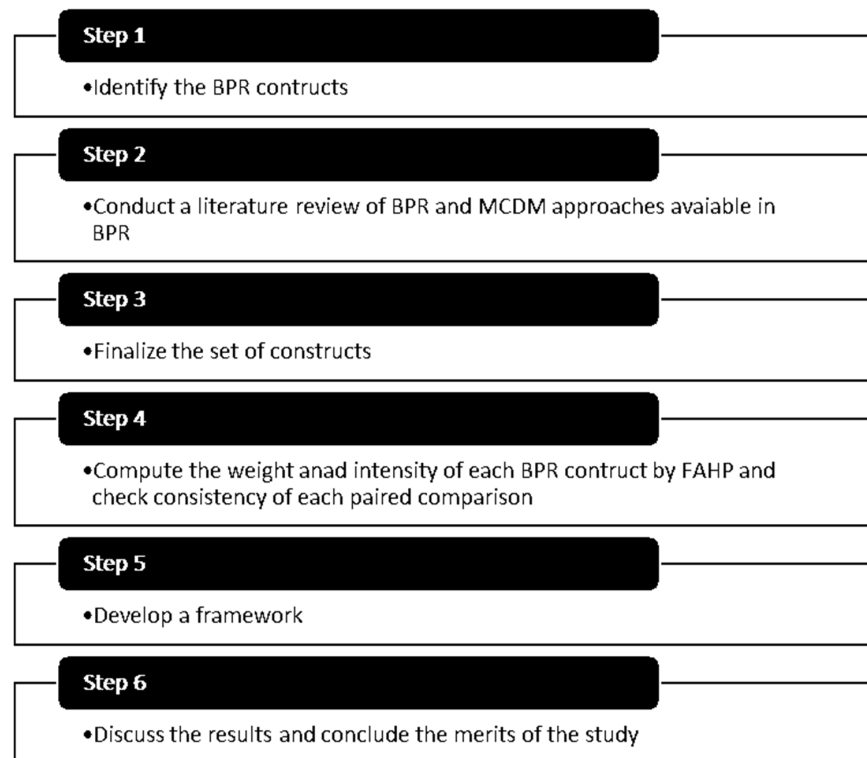 Step 1
•Identify the BPR contructs
Step 2
•Conduct a literature review of BPR and MCDM approaches avaiable in
BPR
Step 3
•Finalize the set of constructs
Step 4
•Compute the weight anad intensity of each BPR contruct by FAHP and
check consistency of each paired comparison
Step 5
•Develop a framework
Step 6
•Discuss the results and conclude the merits of the study